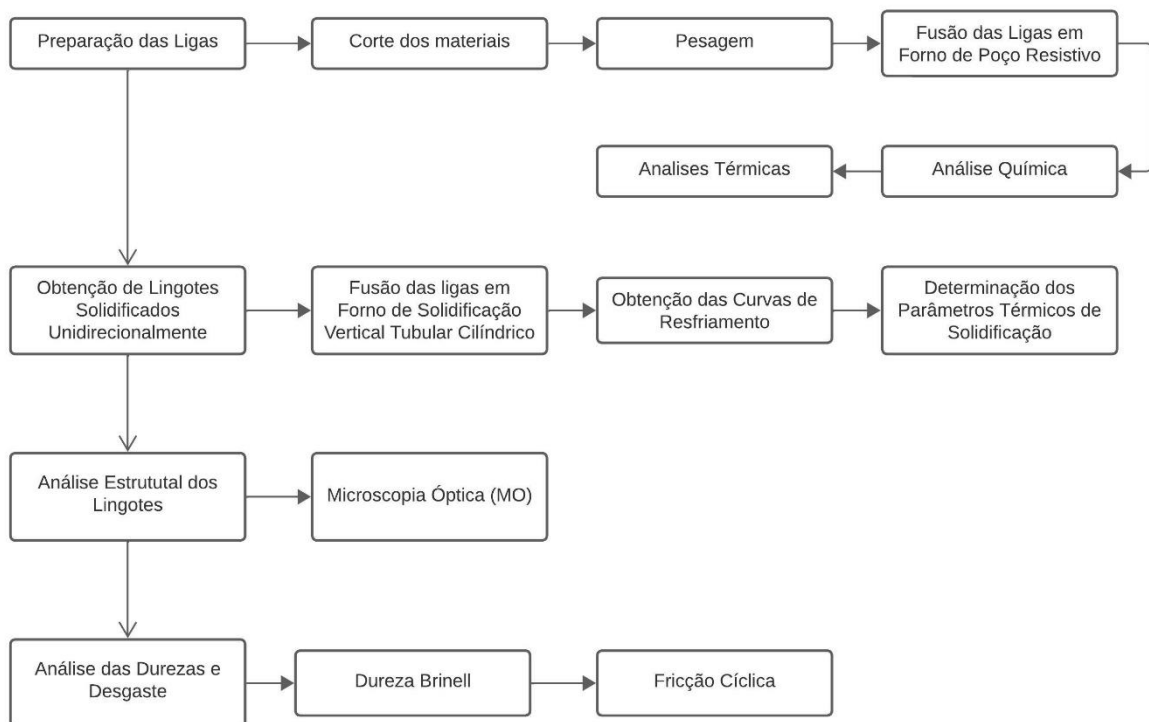 Preparação das Ligas
Corte dos materiais
Pesagem
Fusão das Ligas em
Forno de Poço Resistivo
Analises Térmicas
Análise Química
Obtenção de Lingotes
Solidificados
Unidirecionalmente
Fusão das ligas em
Forno de Solidificação
Vertical Tubular Cilíndrico
Obtenção das Curvas de
Resfriamento
Determinação dos
Parâmetros Térmicos de
Solidificação
Análise Estrututal dos
Lingotes
Microscopia Óptica (MO)
Análise das Durezas e
Desgaste
Dureza Brinell
Fricção Cíclica